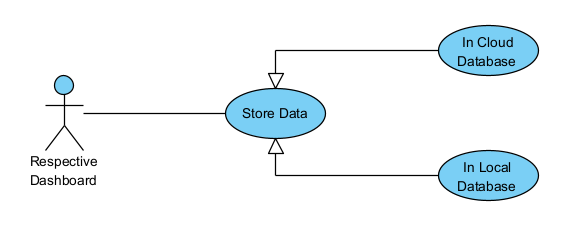 In Cloud
Database
Store Data
Respective
Dashboard
In Local
Database